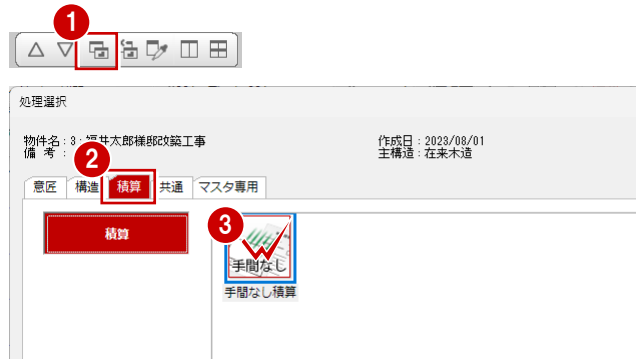 1
処理選択
物件名：3：福井太郎様邸改築工事
作成日：2023/08/01
備　考：
主構造：在来木造
2
意匠 構造 積算 共通 マスタ専用
積算
3
手間なし
手間なし積算